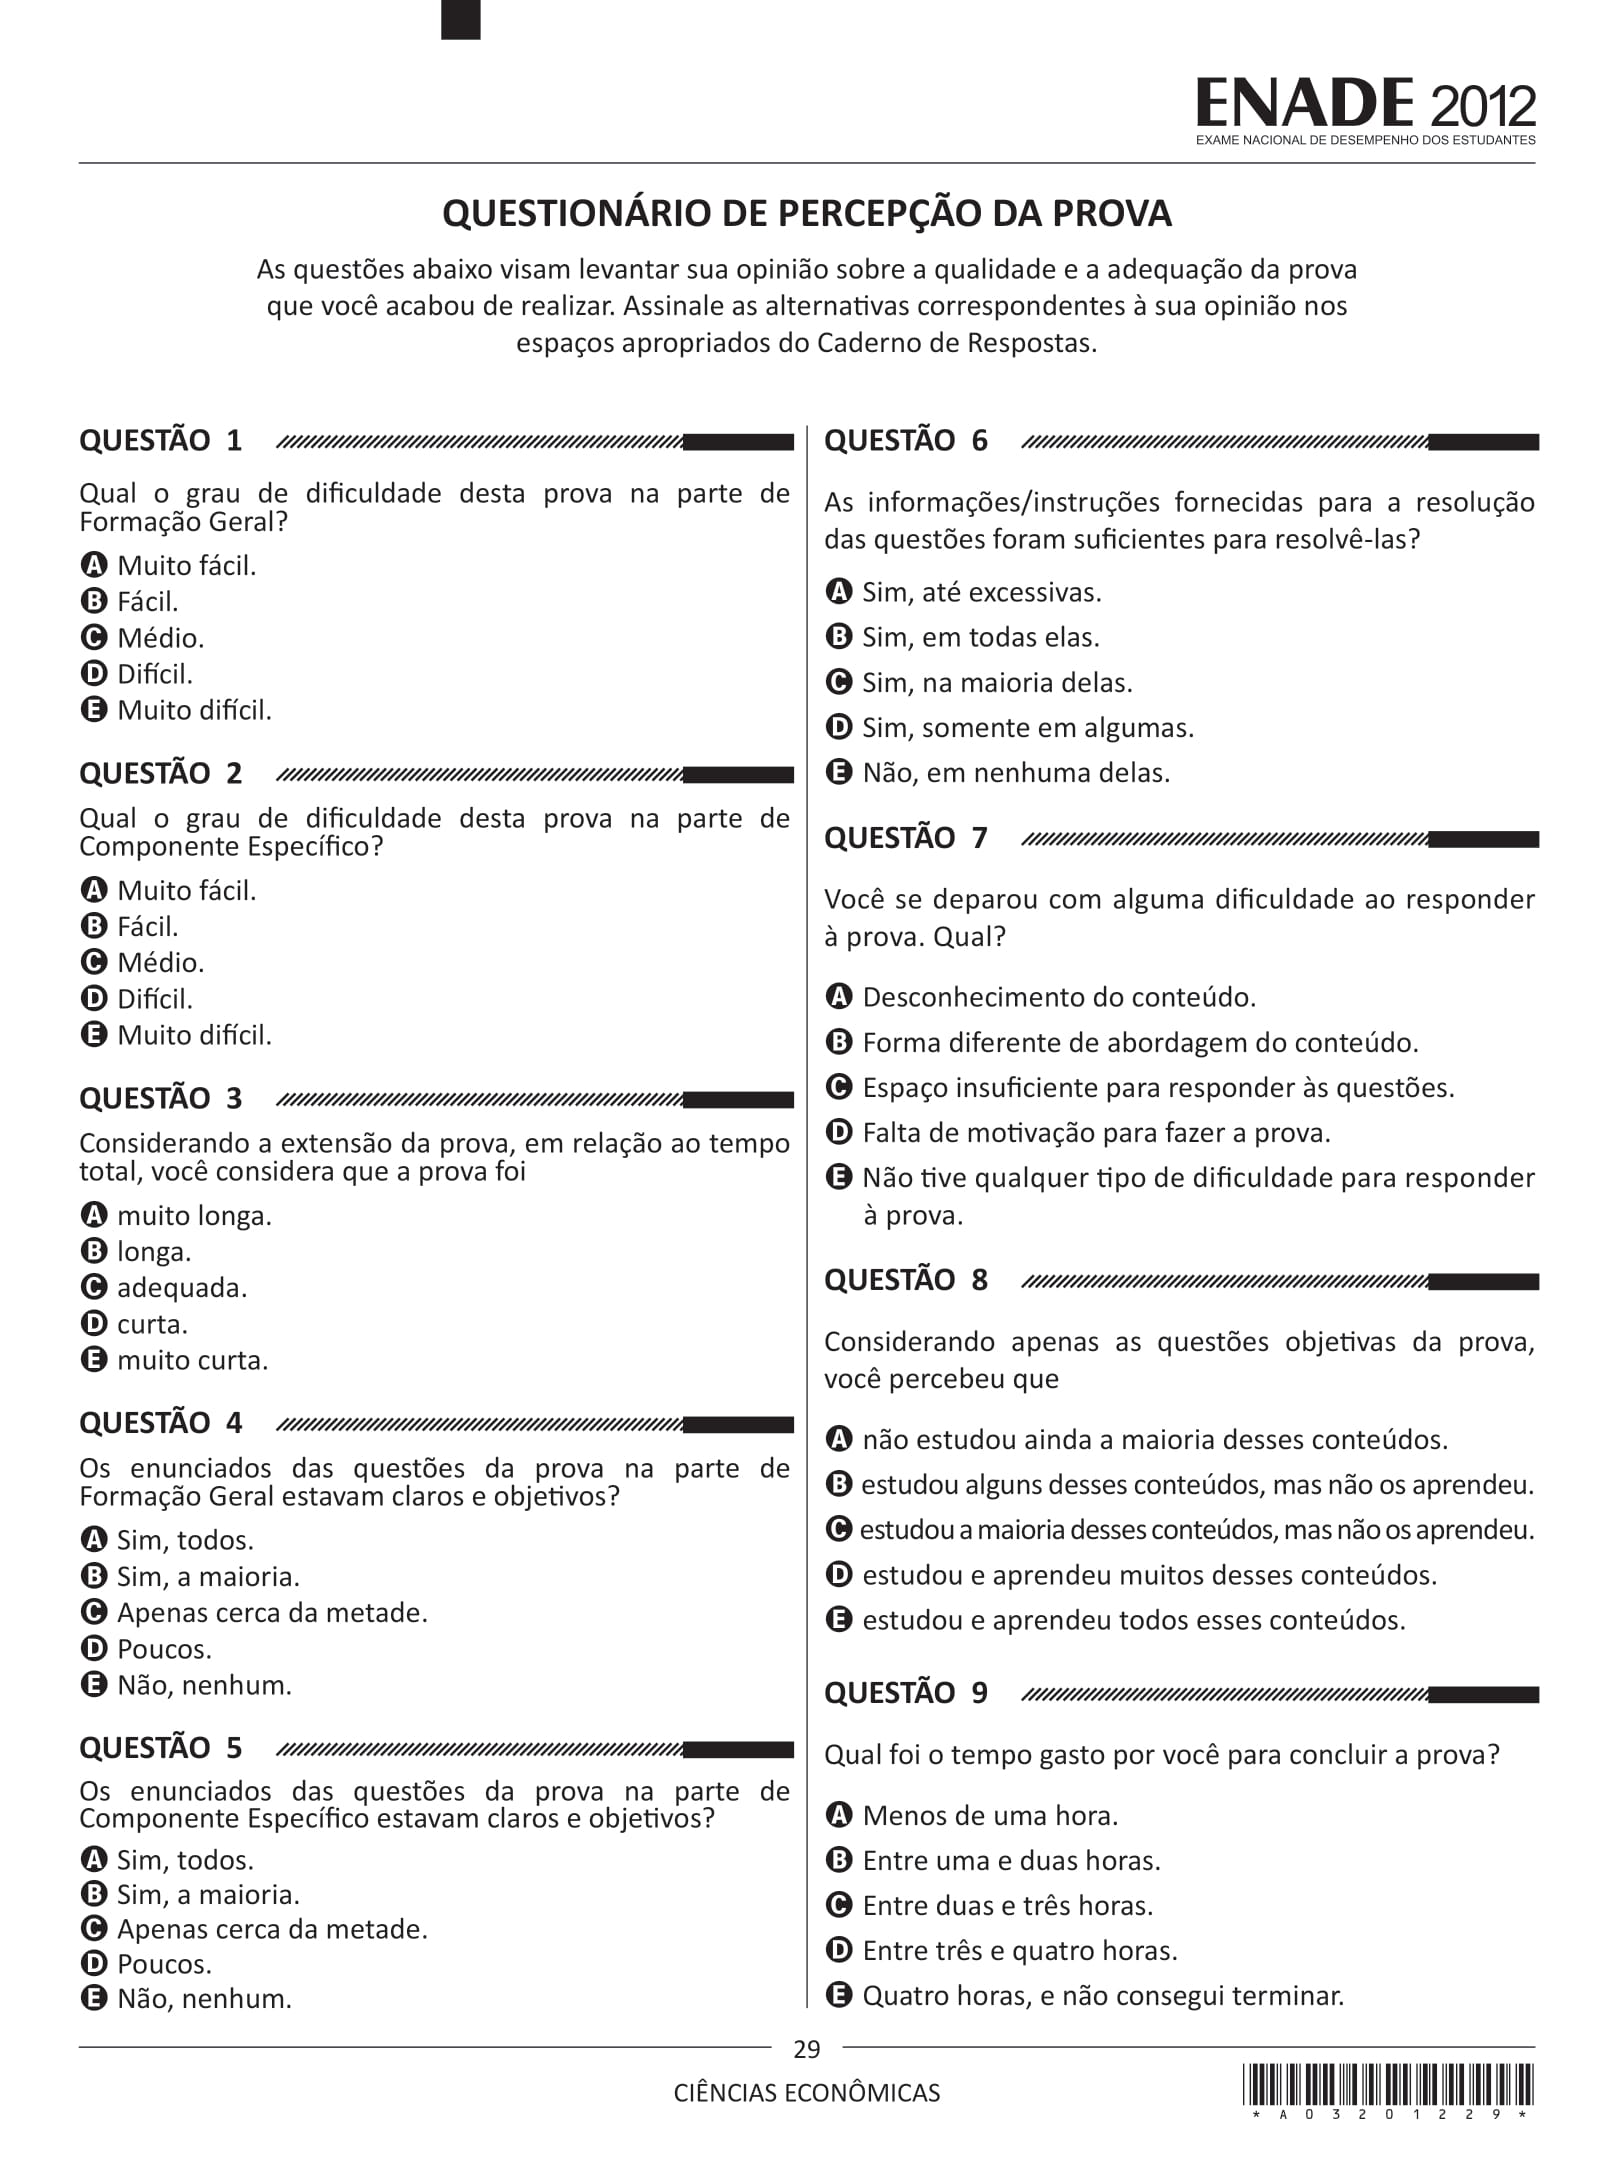 ENADE 2012
EXAME NACIONAL DE DESEMPENHO DOS ESTUDANTES
QUESTIONÁRIO DE PERCEPÇÃO DA PROVA
As questões abaixo visam levantar sua opinião sobre a qualidade e a adequação da prova
que você acabou de realizar. Assinale as alternativas correspondentes à sua opinião nos
espaços apropriados do Caderno de Respostas.
QUESTÃO 1
Qual o grau de dificuldade desta prova na parte de
Formação Geral?
A Muito fácil.
B Fácil.
C Médio.
D Difícil.
E Muito difícil.
QUESTÃO 2
Qual o grau de dificuldade desta prova na parte de
Componente Específico?
A Muito fácil.
B Fácil.
C Médio.
D Difícil.
E Muito difícil.
QUESTÃO 3
Considerando a extensão da prova, em relação ao tempo
total, você considera que a prova foi
A muito longa.
B longa.
C adequada.
D curta.
E muito curta.
QUESTÃO 4
Os enunciados das questões da prova na parte de
Formação Geral estavam claros e objetivos?
A Sim, todos.
B Sim, a maioria.
C Apenas cerca da metade.
D Poucos.
E Não, nenhum.
QUESTÃO 5
Os enunciados das questões da prova na parte de
Componente Específico estavam claros e objetivos?
A Sim, todos.
B Sim, a maioria.
C Apenas cerca da metade.
D Poucos.
E Não, nenhum.
QUESTÃO 6
As informações/instruções fornecidas para a resolução
das questões foram suficientes para resolvê-las?
A Sim, até excessivas.
B Sim, em todas elas.
C Sim, na maioria delas.
D Sim, somente em algumas.
E Não, em nenhuma delas.
QUESTÃO 7
Você se deparou com alguma dificuldade ao responder
à prova. Qual?
A Desconhecimento do conteúdo.
B Forma diferente de abordagem do conteúdo.
C Espaço insuficiente para responder às questões.
D Falta de motivação para fazer a prova.
E Não tive qualquer tipo de dificuldade para responder
à prova.
QUESTÃO 8
Considerando apenas as questões objetivas da prova,
você percebeu que
A não estudou ainda a maioria desses conteúdos.
B estudou alguns desses conteúdos, mas não os aprendeu.
C estudou a maioria desses conteúdos, mas não os aprendeu.
D estudou e aprendeu muitos desses conteúdos.
E estudou e aprendeu todos esses conteúdos.
QUESTÃO 9
Qual foi o tempo gasto por você para concluir a prova?
A Menos de uma hora.
B Entre uma e duas horas.
C Entre duas e três horas.
D Entre três e quatro horas.
E Quatro horas, e não consegui terminar.
29
CIÊNCIAS ECONÔMICAS
* A 0 3 2 0 1 2 2 9 *